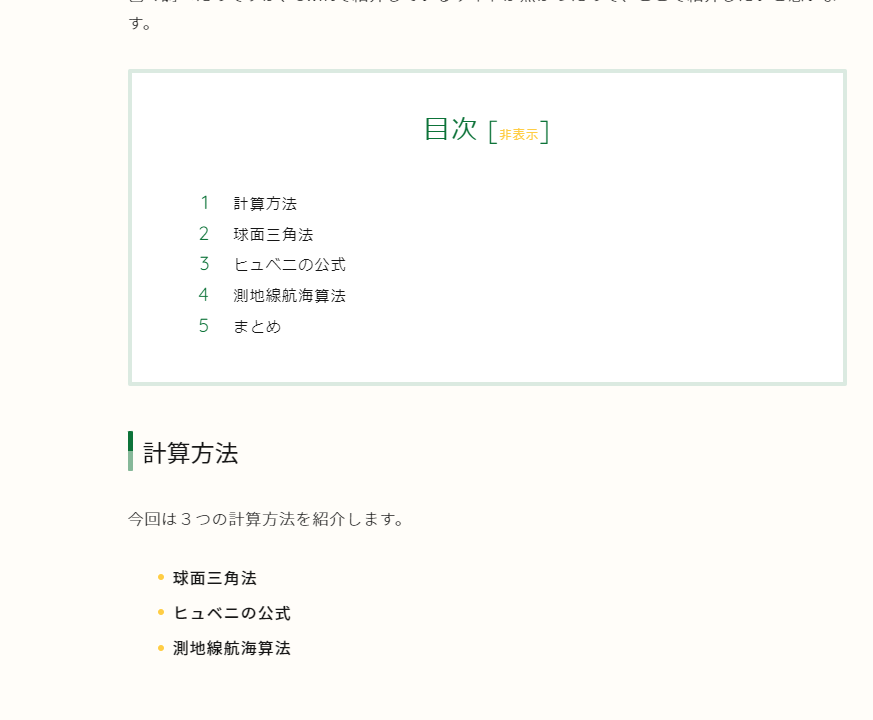 す。
目次 [非表示]
1 計算方法
2 球面三角法
3 ヒュベニの公式
4 測地線航海算法
5 まとめ
計算方法
今回は３つの計算方法を紹介します。
球面三角法
ヒュベニの公式
測地線航海算法